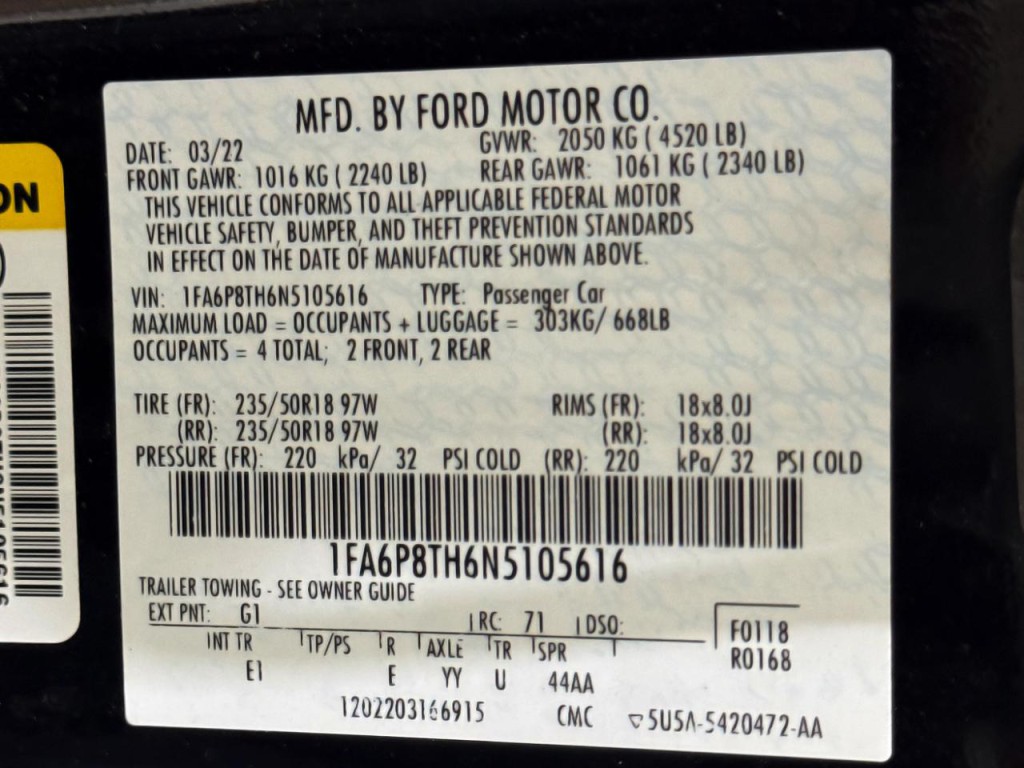 MFD. BY FORD MOTOR CO.
DATE: 03/22 GVWR: 2050 KG ( 4520 LB)
FRONT GAWR: 1016 KG ( 2240 LB) REAR GAWR: 1061 KG ( 2340 LB)
THIS VEHICLE CONFORMS TO ALL APPLICABLE FEDERAL MOTOR
VEHICLE SAFETY, BUMPER, AND THEFT PREVENTION STANDARDS
IN EFFECT ON THE DATE OF MANUFACTURE SHOWN ABOVE.
VIN: 1FA6P8TH6N5105616 TYPE: Passenger Car
MAXIMUM LOAD = OCCUPANTS + LUGGAGE = 303KG/ 668LB
OCCUPANTS = 4 TOTAL; 2 FRONT, 2 REAR
TIRE (FR): 235/50R18 97W RIMS (FR): 18x8.0J
(RR): 235/50R18 97W (RR): 18x8.0J
PRESSURE (FR): 220 kPa/ 32 PSI COLD (RR): 220 kPa/ 32 PSI COLD
1FA6P8TH6N5105616
TRAILER TOWING - SEE OWNER GUIDE
EXT PNT: G1 RC: 71 DSO:
INT TR TP/PS R AXLE TR SPR
E1 E YY U 44AA
F0118
R0168
1202203166915 CMC 5U5A-5420472-AA
ON